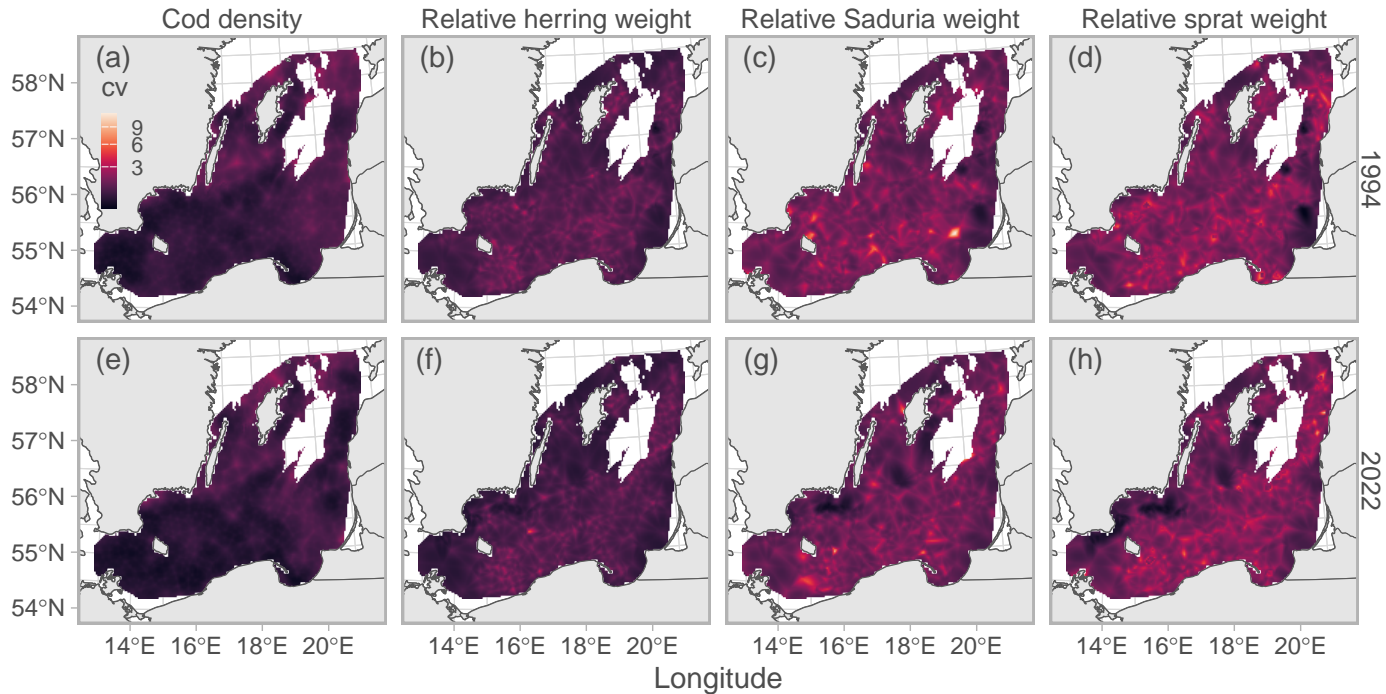 Cod density
Relative herring weight
Relative Saduria weight
Relative sprat weight
(a)
(b)
(c)
(d)
cv
9
6
3
58°N
57°N
56°N
55°N
54°N
1994
(e)
(f)
(g)
(h)
58°N
57°N
56°N
55°N
54°N
2022
14°E 16°E 18°E 20°E
14°E 16°E 18°E 20°E
14°E 16°E 18°E 20°E
14°E 16°E 18°E 20°E
Longitude